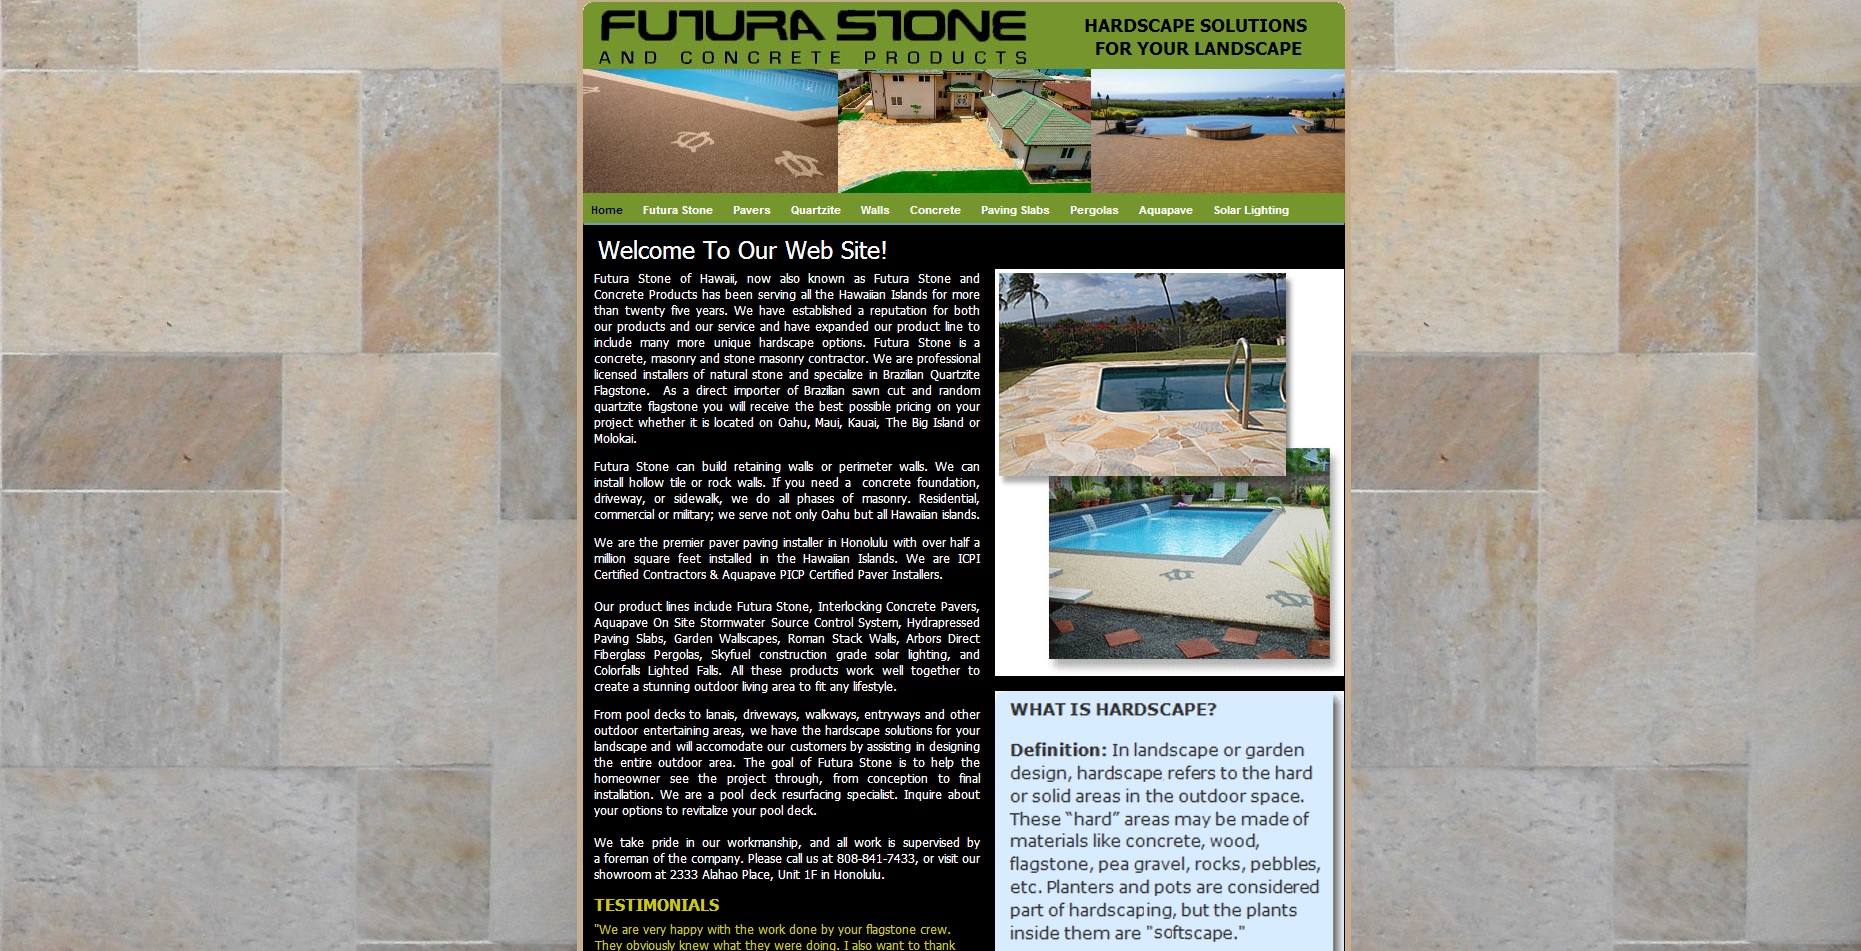 FUTURA STONE
AND CONCRETE PRODUCTS
HARDSCAPE SOLUTIONS
FOR YOUR LANDSCAPE
Home Futura Stone Pavers Quartzite Walls Concrete Paving Slabs Pergolas Aquapave Solar Lighting
Welcome To Our Web Site!
Futura Stone of Hawaii, now also known as Futura Stone and
Concrete Products has been serving all the Hawaiian Islands for more
than twenty five years. We have established a reputation for both
our products and our service and have expanded our product line to
include many more unique hardscape options. Futura Stone is a
concrete, masonry and stone masonry contractor. We are professional
licensed installers of natural stone and specialize in Brazilian Quartzite
Flagstone. As a direct importer of Brazilian sawn cut and random
quartzite flagstone you will receive the best possible pricing on your
project whether it is located on Oahu, Maui, Kauai, The Big Island or
Molokai.
Futura Stone can build retaining walls or perimeter walls. We can
install hollow tile or rock walls. If you need a concrete foundation,
driveway, or sidewalk, we do all phases of masonry. Residential,
commercial or military; we serve not only Oahu but all Hawaiian islands.
We are the premier paver paving installer in Honolulu with over half a
million square feet installed in the Hawaiian Islands. We are ICPI
Certified Contractors & Aquapave PICP Certified Paver Installers.
Our product lines include Futura Stone, Interlocking Concrete Pavers,
Aquapave On Site Stormwater Source Control System, Hydrapressed
Paving Slabs, Garden Wallscapes, Roman Stack Walls, Arbors Direct
Fiberglass Pergolas, Skyfuel construction grade solar lighting, and
Colorfalls Lighted Falls. All these products work well together to
create a stunning outdoor living area to fit any lifestyle.
From pool decks to lanais, driveways, walkways, entryways and other
outdoor entertaining areas, we have the hardscape solutions for your
landscape and will accomodate our customers by assisting in designing
the entire outdoor area. The goal of Futura Stone is to help the
homeowner see the project through, from conception to final
installation. We are a pool deck resurfacing specialist. Inquire about
your options to revitalize your pool deck.
We take pride in our workmanship, and all work is supervised by
a foreman of the company. Please call us at 808-841-7433, or visit our
showroom at 2333 Alahao Place, Unit 1F in Honolulu.
TESTIMONIALS
"We are very happy with the work done by your flagstone crew.
They obviously knew what they were doing. I also want to thank
WHAT IS HARDSCAPE?
Definition: In landscape or garden
design, hardscape refers to the hard
or solid areas in the outdoor space.
These “hard” areas may be made of
materials like concrete, wood,
flagstone, pea gravel, rocks, pebbles,
etc. Planters and pots are considered
part of hardscaping, but the plants
inside them are "softscape."